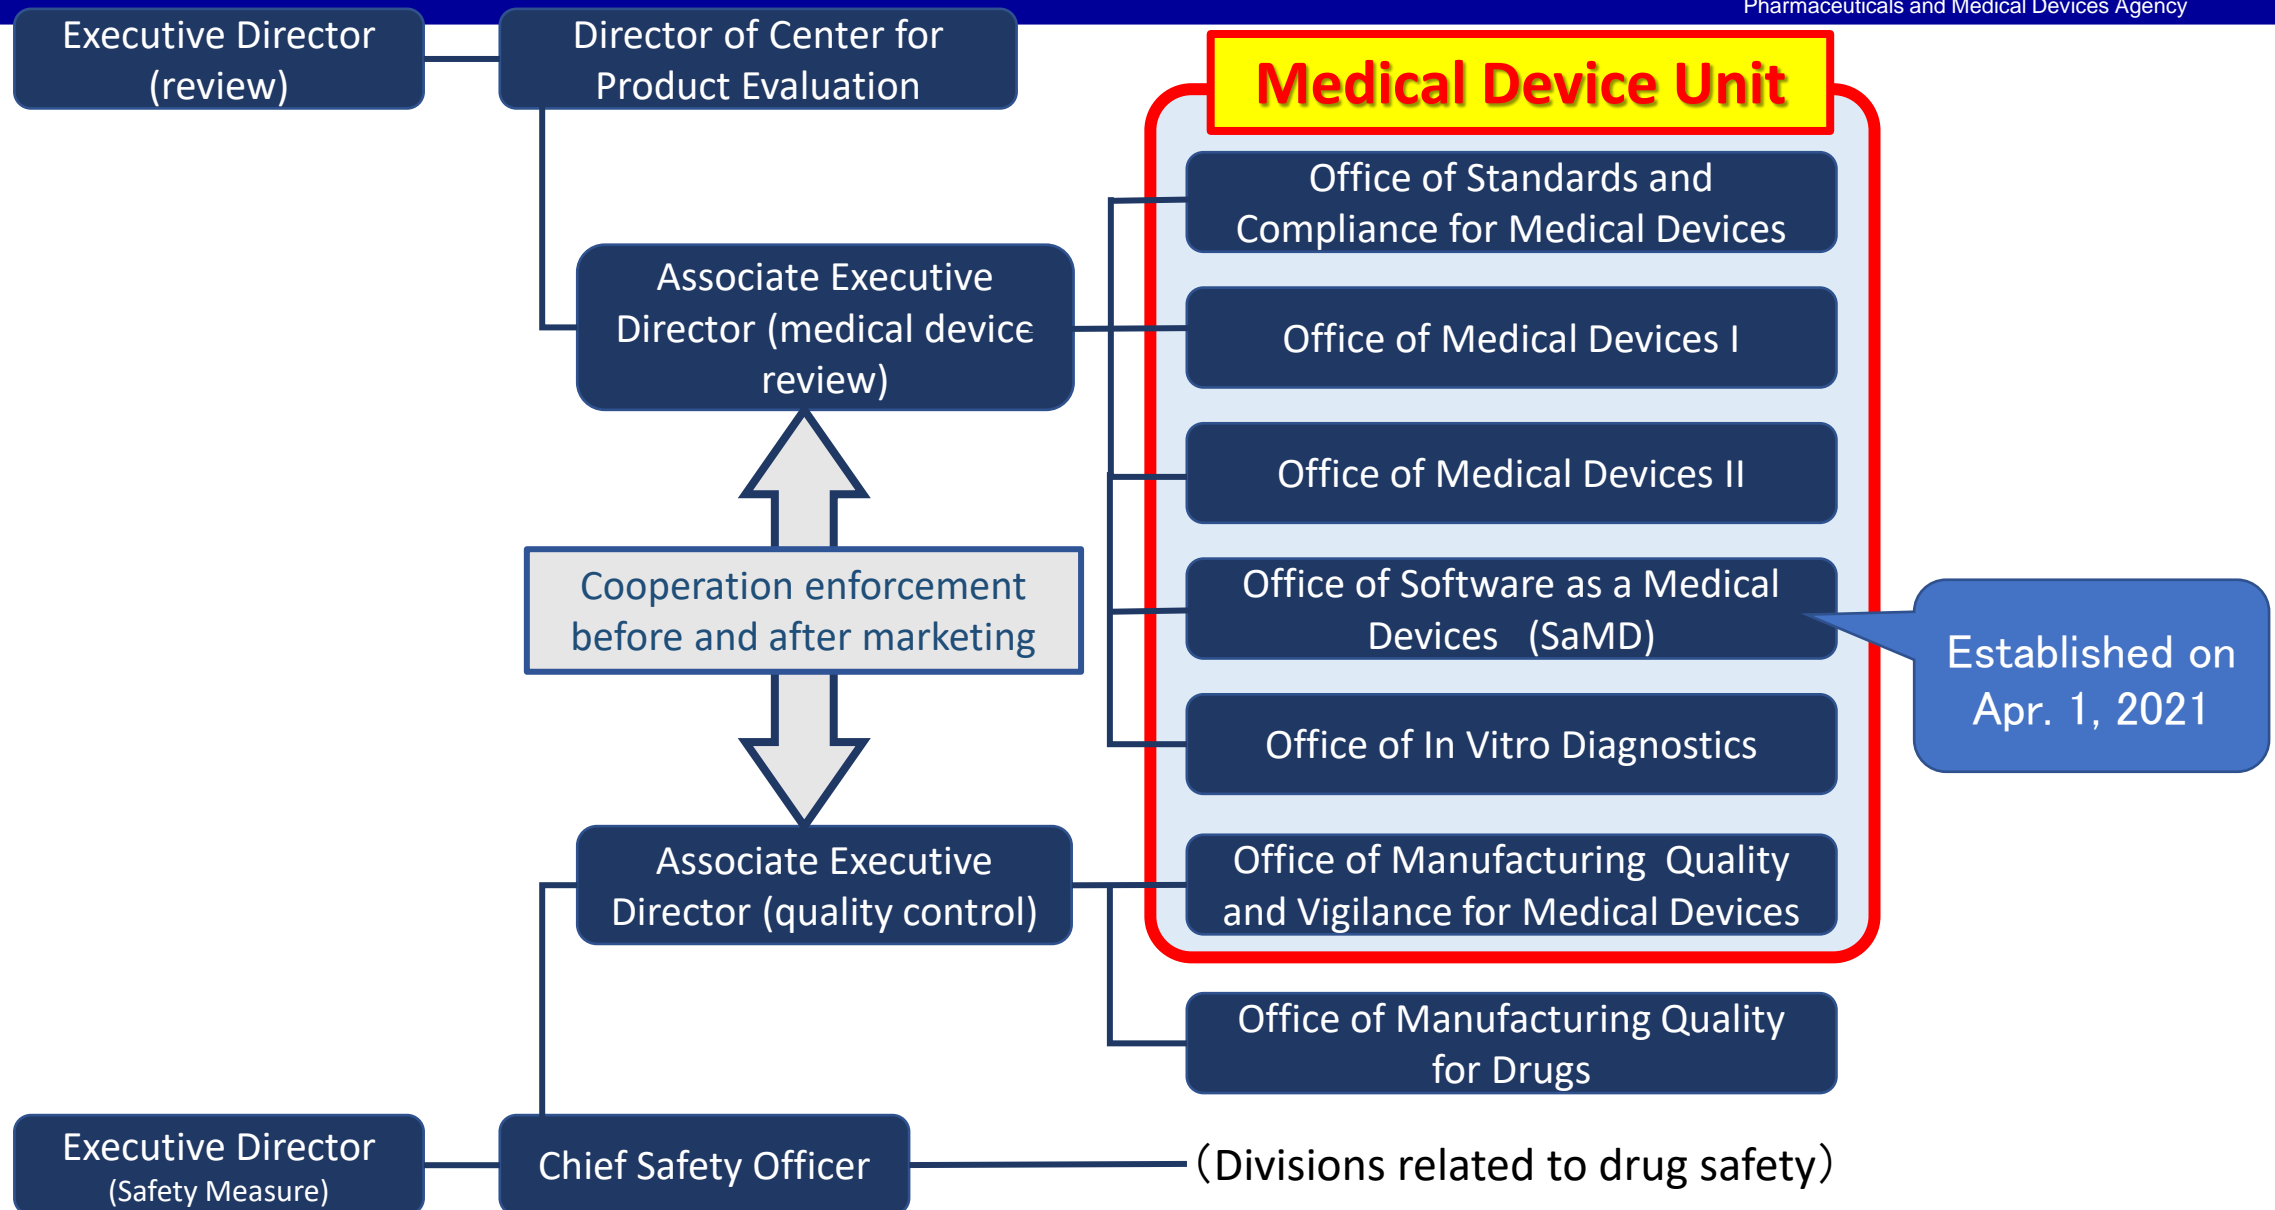 Pharmaceuticals and Medical Devices Agency
Executive Director
(review)
Director of Center for
Product Evaluation
Medical Device Unit
Office of Standards and
Compliance for Medical Devices
Associate Executive
Director (medical device
review)
Office of Medical Devices I
Office of Medical Devices II
Cooperation enforcement
before and after marketing
Office of Software as a Medical
Devices (SaMD)
Established on
Apr. 1, 2021
Office of In Vitro Diagnostics
Associate Executive
Director (quality control)
Office of Manufacturing Quality
and Vigilance for Medical Devices
Office of Manufacturing Quality
for Drugs
Executive Director
(Safety Measure)
Chief Safety Officer
（Divisions related to drug safety）